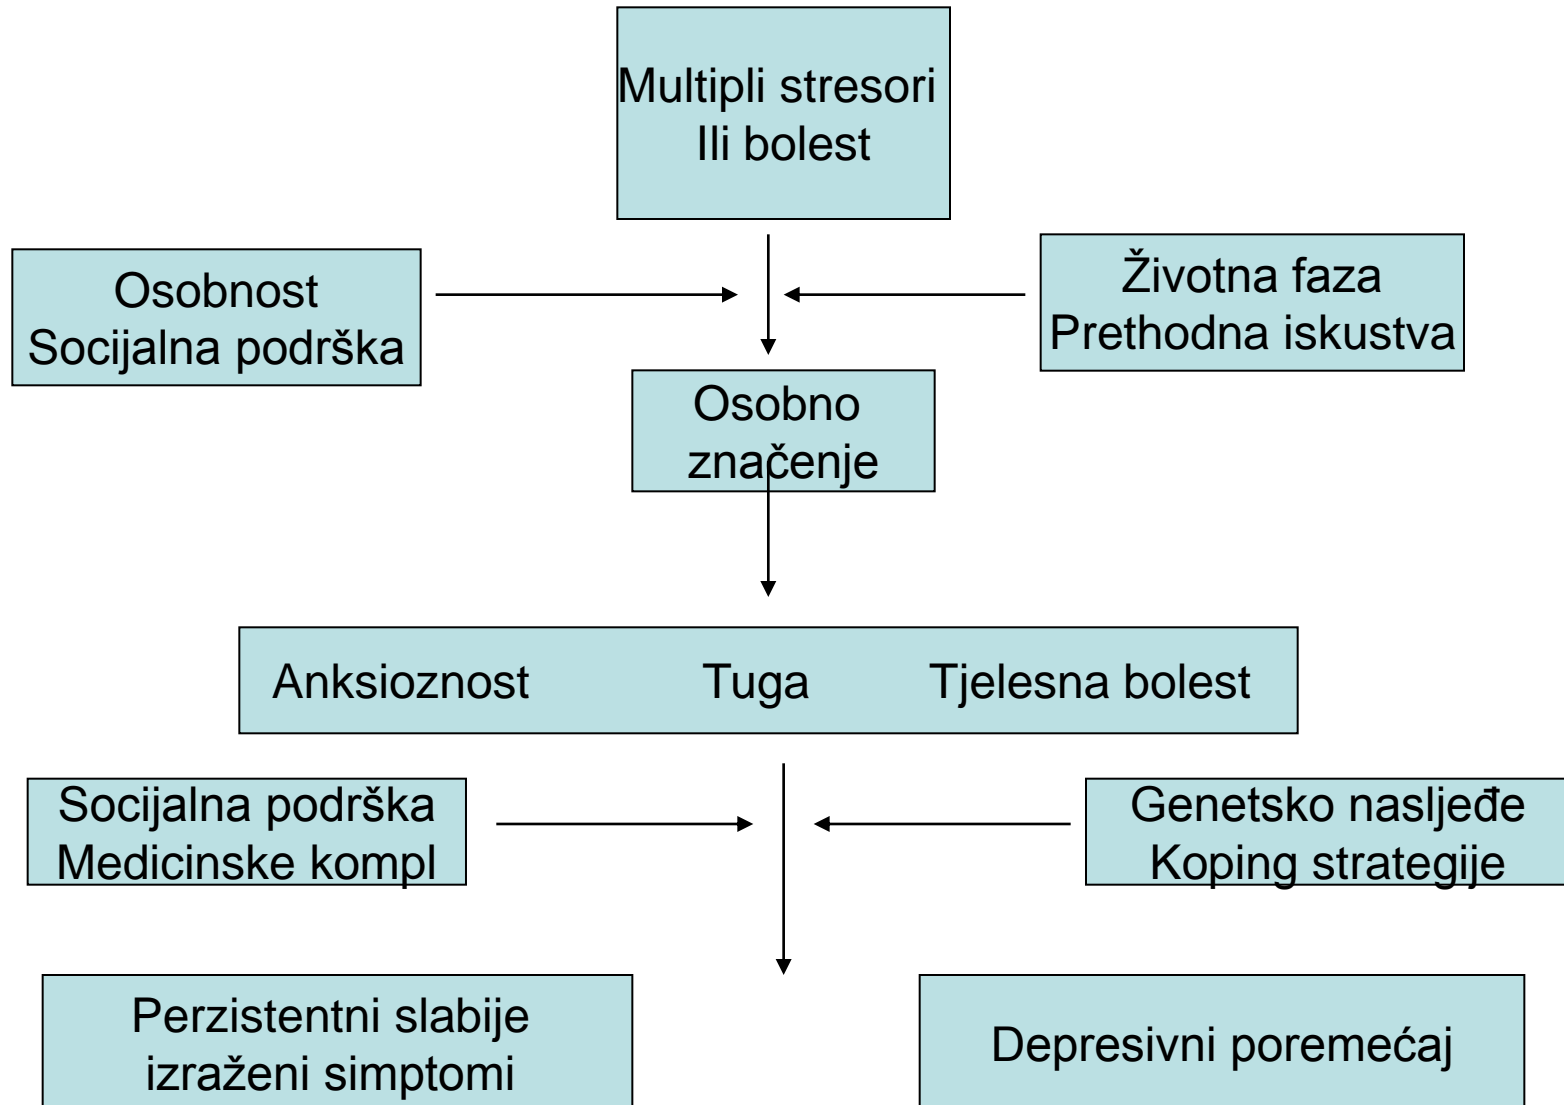 Multipli stresori
Ili bolest
Osobnost
Socijalna podrška
Životna faza
Prethodna iskustva
Osobno
značenje
Anksioznost Tuga Tjelesna bolest
Socijalna podrška
Medicinske kompl
Genetsko nasljeđe
Koping strategije
Perzistentni slabije
izraženi simptomi
Depresivni poremećaj